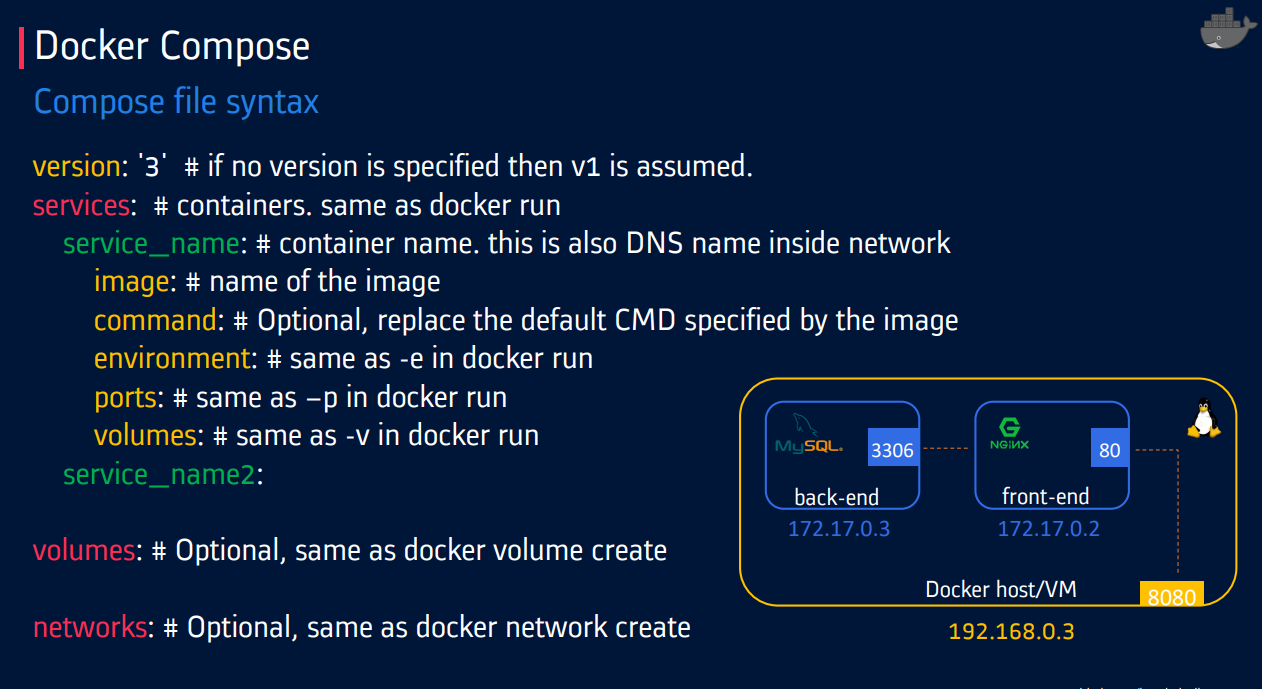 Docker Compose
Compose file syntax
version: '3'  # if no version is specified then v1 is assumed.
services:  # containers. same as docker run
service_name: # container name. this is also DNS name inside network
image: # name of the image
command: # Optional, replace the default CMD specified by the image
environment: # same as -e in docker run
ports: # same as –p in docker run
volumes: # same as -v in docker run
service_name2:
volumes: # Optional, same as docker volume create
networks: # Optional, same as docker network create
MySQL
3306
back-end
172.17.0.3
NGINX
80
front-end
172.17.0.2
Docker host/VM
8080
192.168.0.3